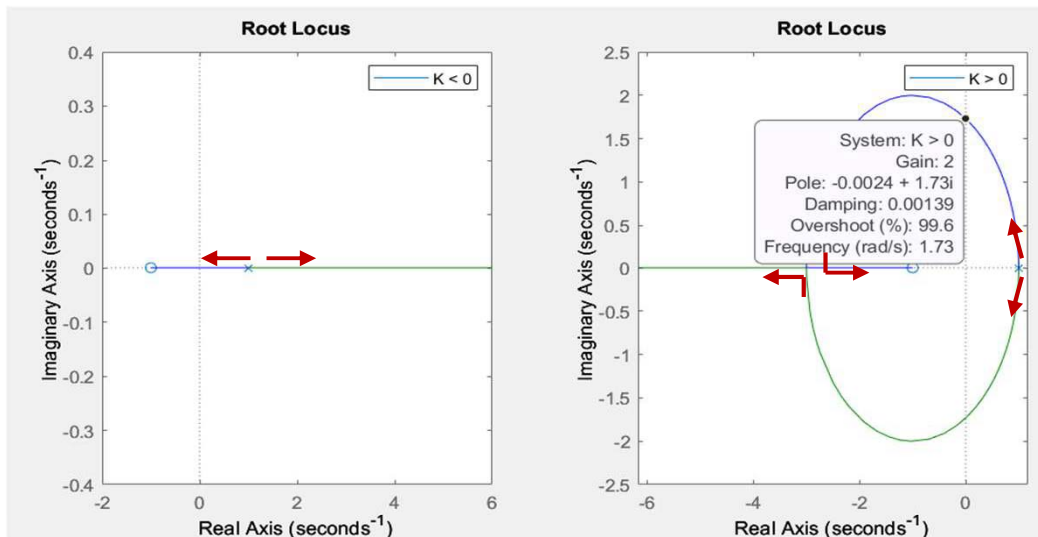 Root Locus
K < 0
0.4
0.3
0.2
0.1
0
-0.1
-0.2
-0.3
-0.4
Imaginary Axis (seconds⁻¹)
-2
0
2
4
6
Real Axis (seconds⁻¹)
Root Locus
K > 0
2.5
2
1.5
1
0.5
0
-0.5
-1
-1.5
-2
-2.5
Imaginary Axis (seconds⁻¹)
System: K > 0
Gain: 2
Pole: -0.0024 + 1.73i
Damping: 0.00139
Overshoot (%): 99.6
Frequency (rad/s): 1.73
-6
-4
-2
0
Real Axis (seconds⁻¹)